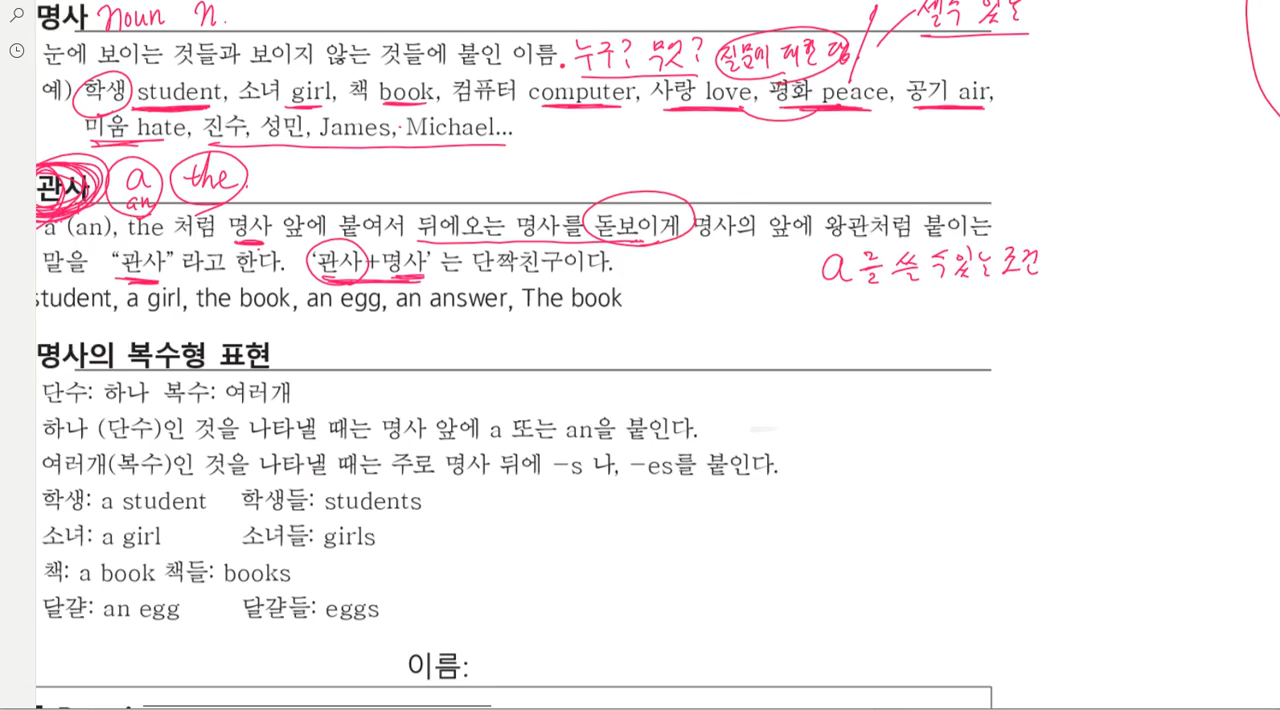 명사 noun n. 셀수 있는
눈에 보이는 것들과 보이지 않는 것들에 붙인 이름. 누구? 무엇? 질문에 대한 답
예) 학생 student, 소녀 girl, 책 book, 컴퓨터 computer, 사랑 love, 평화 peace, 공기 air,
미움 hate, 진수, 성민, James, Michael...
관사 a an the
a (an), the 처럼 명사 앞에 붙여서 뒤에오는 명사를 돋보이게 명사의 앞에 왕관처럼 붙이는
말을 “관사” 라고 한다. ‘관사+명사’ 는 단짝친구이다. a를 쓸 수 있는 조건
student, a girl, the book, an egg, an answer, The book
명사의 복수형 표현
단수: 하나 복수: 여러개
하나 (단수)인 것을 나타낼 때는 명사 앞에 a 또는 an을 붙인다.
여러개(복수)인 것을 나타낼 때는 주로 명사 뒤에 -s 나, -es를 붙인다.
학생: a student 학생들: students
소녀: a girl 소녀들: girls
책: a book 책들: books
달걀: an egg 달걀들: eggs
이름: